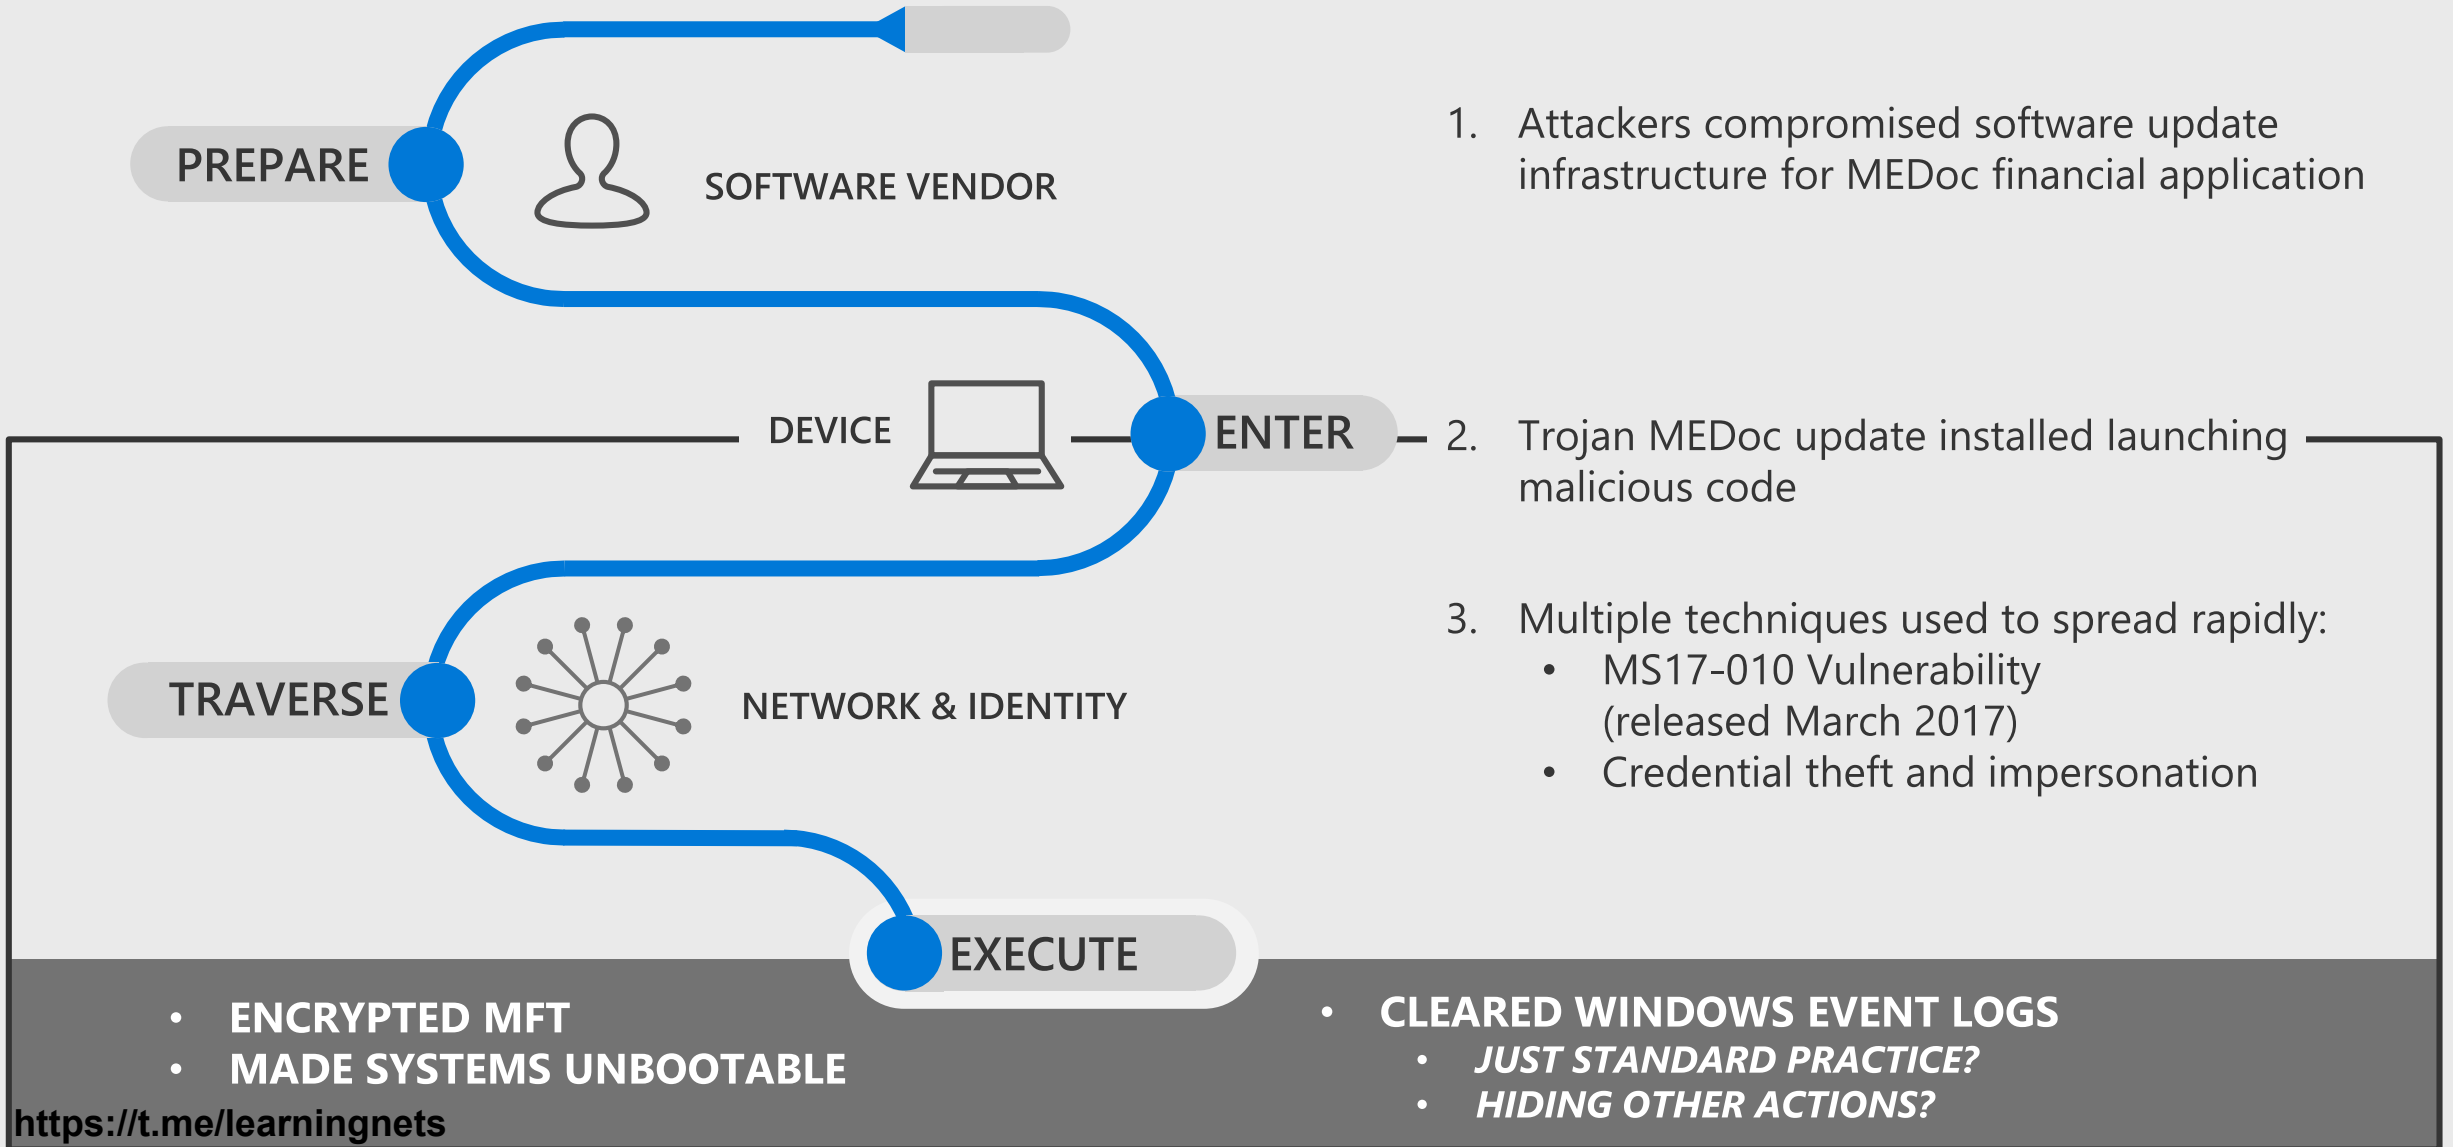 PREPARE
SOFTWARE VENDOR
1. Attackers compromised software update
infrastructure for MEDoc financial application
DEVICE
ENTER
2. Trojan MEDoc update installed launching
malicious code
TRAVERSE
NETWORK & IDENTITY
3. Multiple techniques used to spread rapidly:
• MS17-010 Vulnerability
(released March 2017)
• Credential theft and impersonation
EXECUTE
• ENCRYPTED MFT
• MADE SYSTEMS UNBOOTABLE
• CLEARED WINDOWS EVENT LOGS
• JUST STANDARD PRACTICE?
• HIDING OTHER ACTIONS?
https://t.me/learningnets